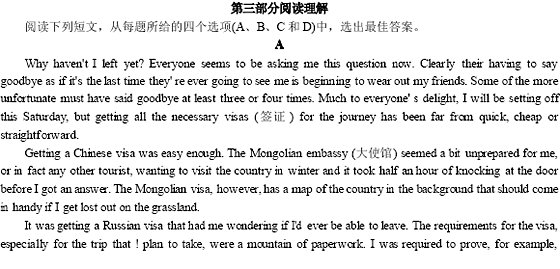 第三部分阅读理解
阅读下列短文，从每题所给的四个选项(A、B、C 和 D)中，选出最佳答案。
A
Why haven't I left yet? Everyone seems to be asking me this question now. Clearly their having to say
goodbye as if it's the last time they' re ever going to see me is beginning to wear out my friends. Some of the more
unfortunate must have said goodbye at least three or four times. Much to everyone' s delight, I will be setting off
this Saturday, but getting all the necessary visas (签证) for the journey has been far from quick, cheap or
straightforward.
Getting a Chinese visa was easy enough. The Mongolian embassy (大使馆) seemed a bit unprepared for me,
or in fact any other tourist, wanting to visit the country in winter and it took half an hour of knocking at the door
before I got an answer. The Mongolian visa, however, has a map of the country in the background that should come
in handy if I get lost out on the grassland.
It was getting a Russian visa that had me wondering if I'd ever be able to leave. The requirements for the visa,
especially for the trip that ! plan to take, were a mountain of paperwork. I was required to prove, for example,